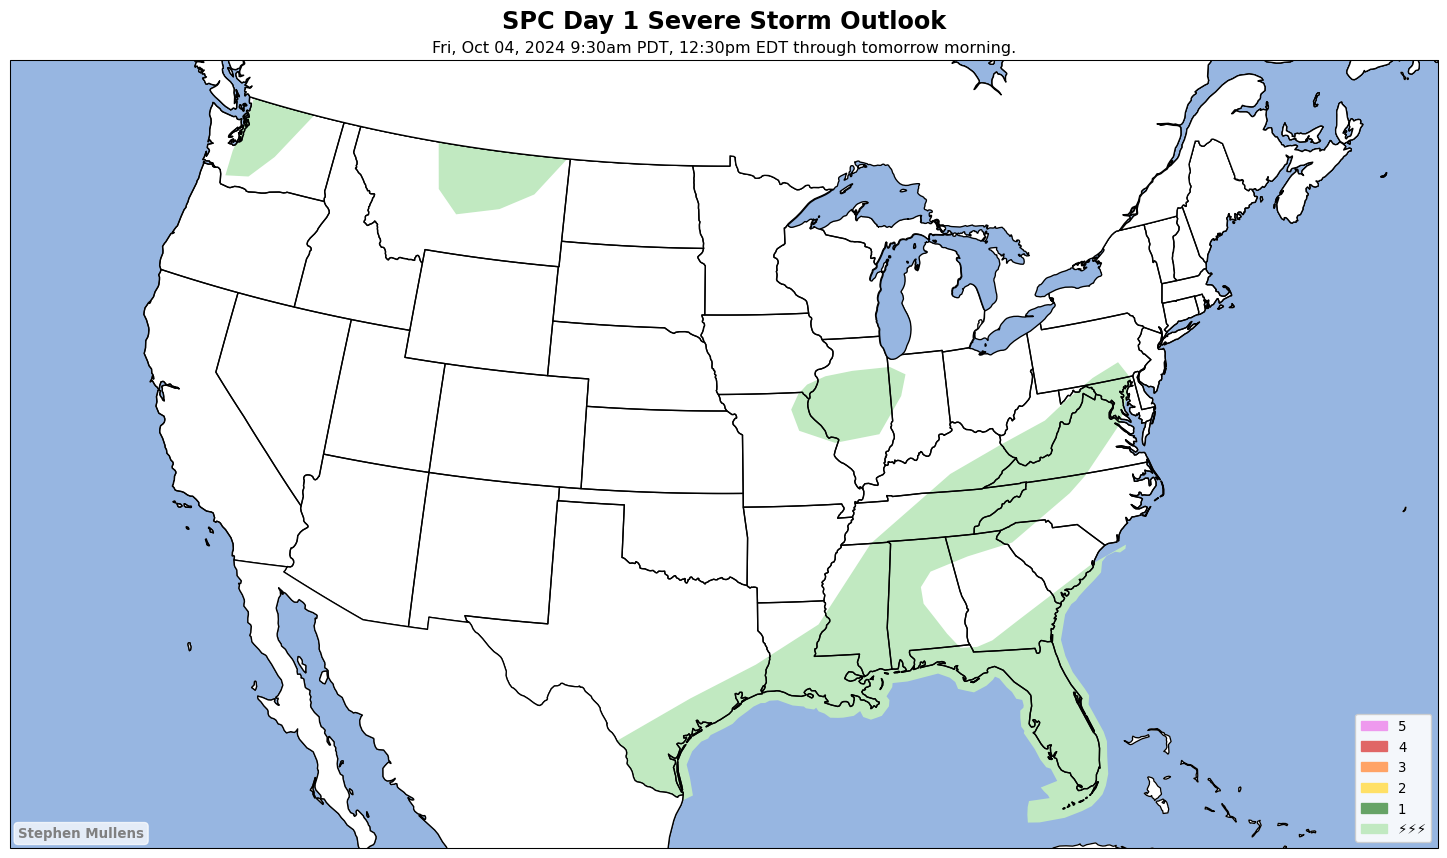 SPC Day 1 Severe Storm Outlook
Fri, Oct 04, 2024 9:30am PDT, 12:30pm EDT through tomorrow morning.
5
4
3
2
1
⚡⚡⚡
Stephen Mullens